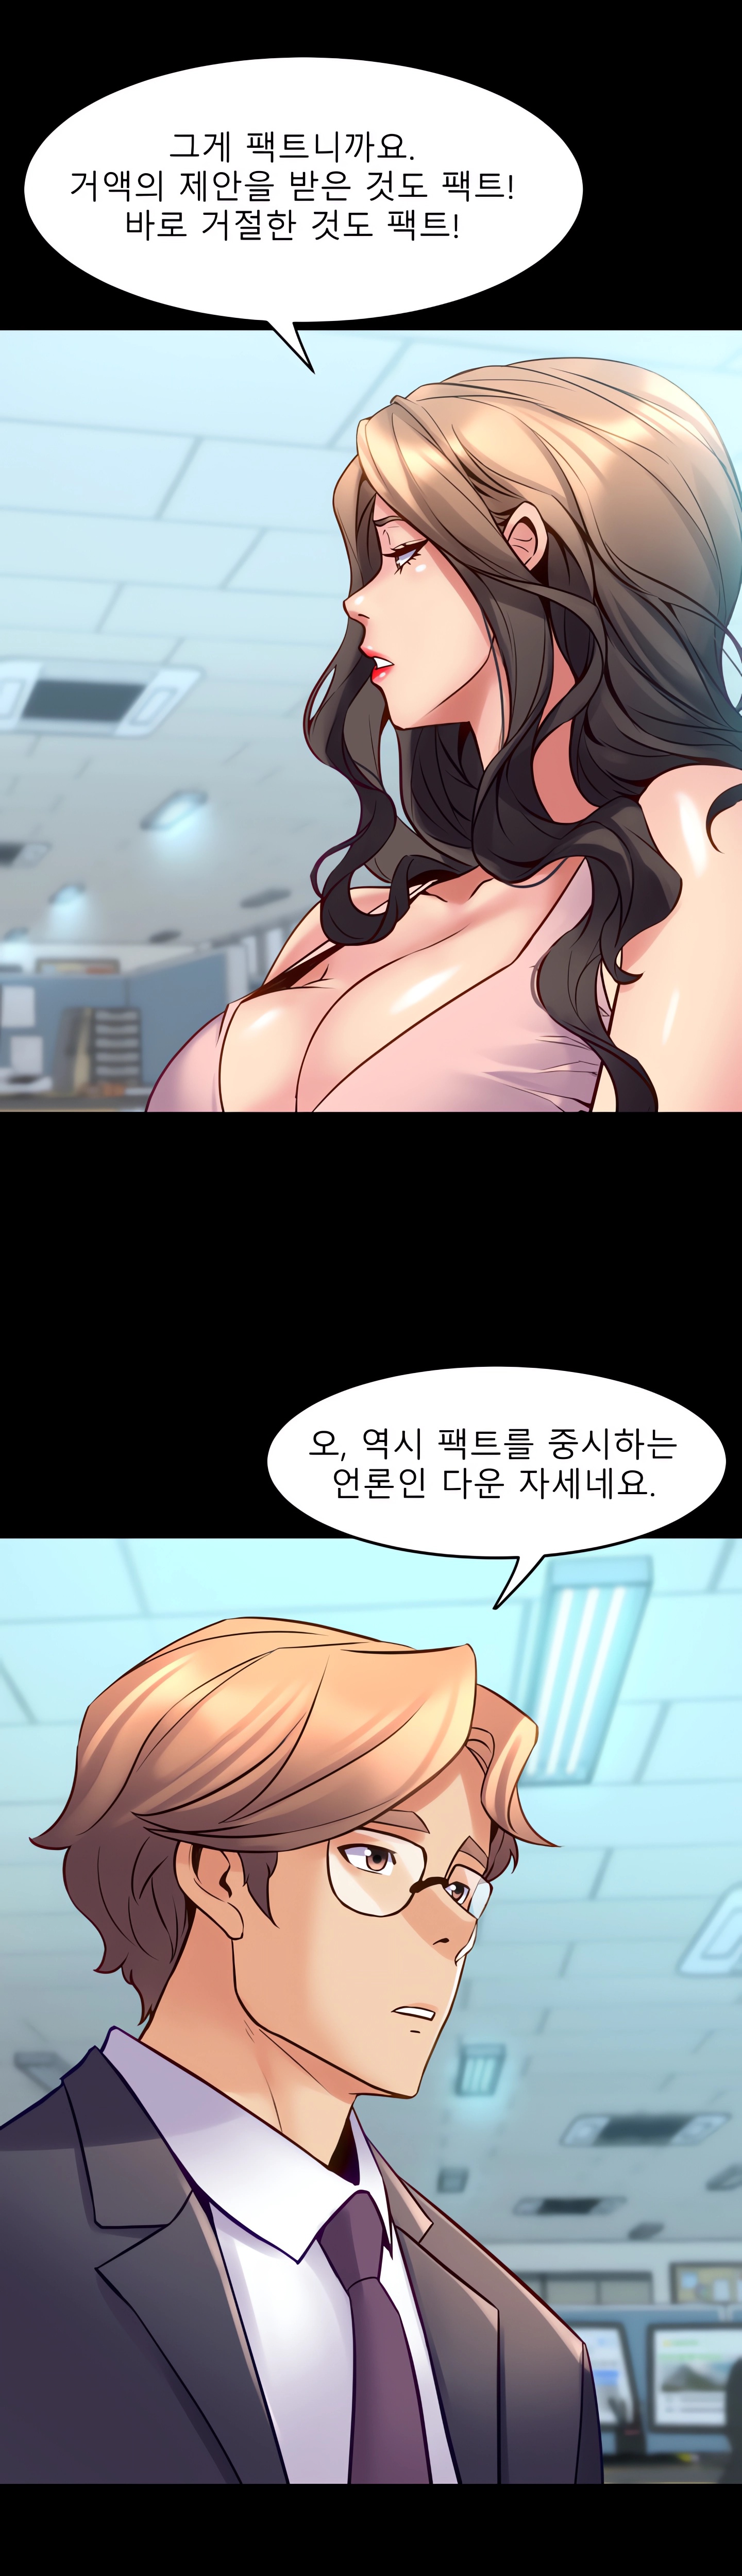 그게 팩트니까요.
거액의 제안을 받은 것도 팩트!
바로 거절한 것도 팩트!
오, 역시 팩트를 중시하는
언론인 다운 자세네요.